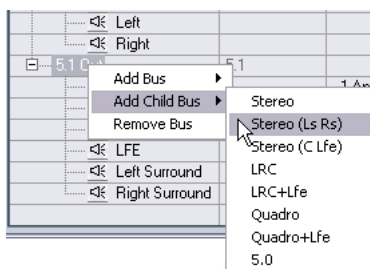 Left
Right
5.1 5.1
Add Bus
Add Child Bus
Remove Bus
Stereo
Stereo (Ls Rs)
Stereo (C Lfe)
LRC
LRC+Lfe
Quadro
Quadro+Lfe
5.0
LFE
Left Surround
Right Surround